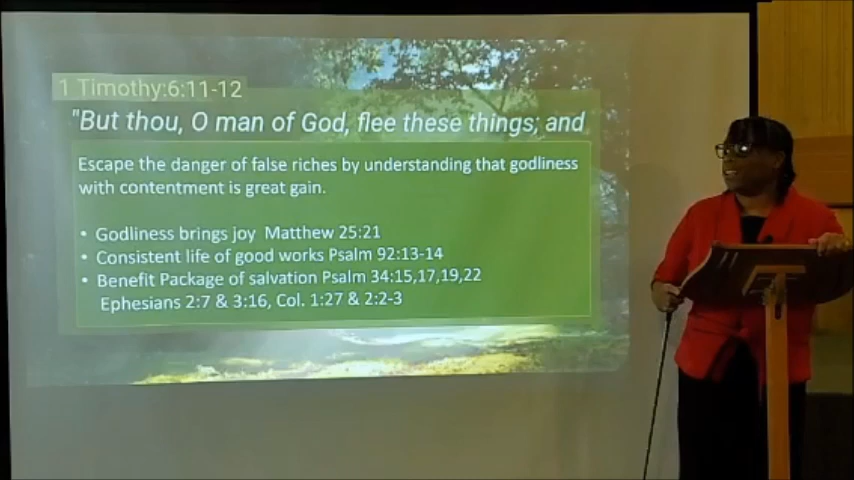 1 Timothy:6:11-12
"But thou, O man of God, flee these things; and
Escape the danger of false riches by understanding that godliness
with contentment is great gain.
• Godliness brings joy Matthew 25:21
• Consistent life of good works Psalm 92:13-14
• Benefit Package of salvation Psalm 34:15,17,19,22
Ephesians 2:7 & 3:16, Col. 1:27 & 2:2-3